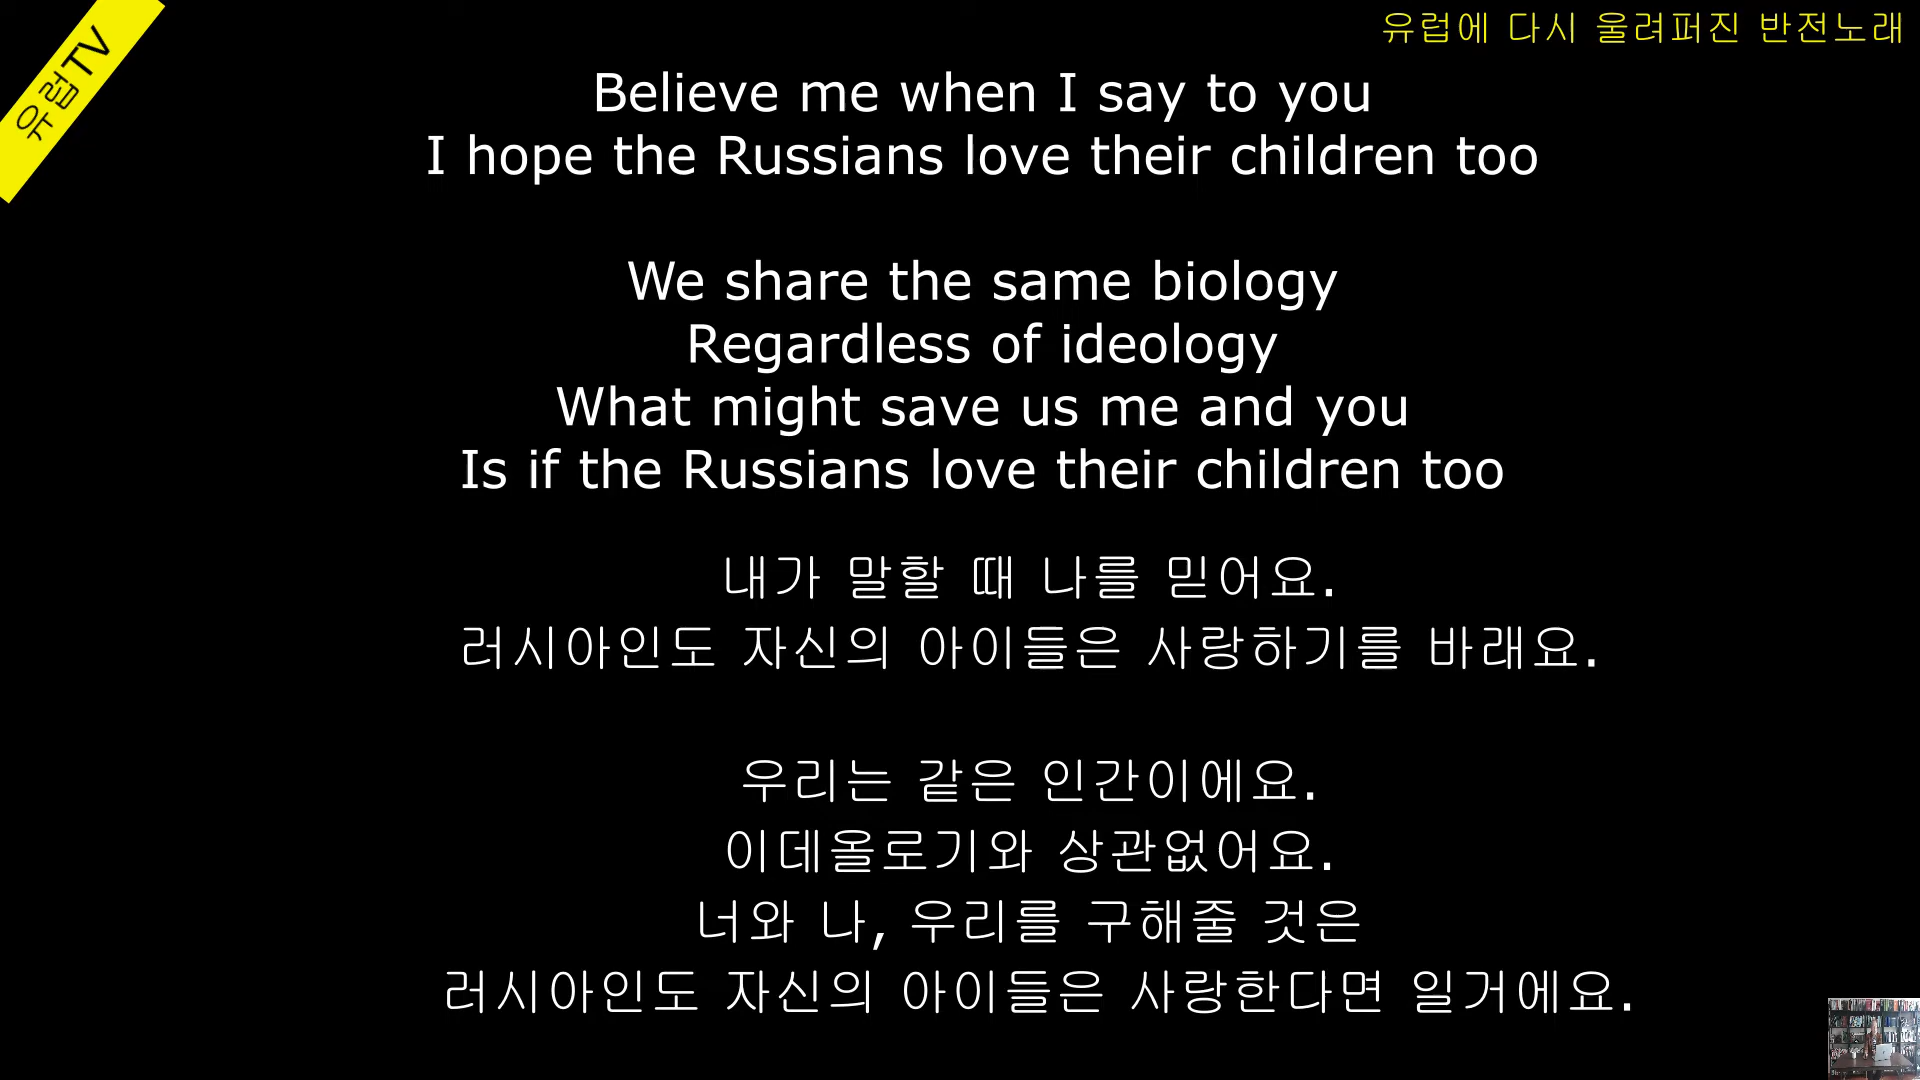 유럽TV
유럽에 다시 울려퍼진 반전노래
Believe me when I say to you
I hope the Russians love their children too
We share the same biology
Regardless of ideology
What might save us me and you
Is if the Russians love their children too
내가 말할 때 나를 믿어요.
러시아인도 자신의 아이들은 사랑하기를 바래요.
우리는 같은 인간이에요.
이데올로기와 상관없어요.
너와 나, 우리를 구해줄 것은
러시아인도 자신의 아이들은 사랑한다면 일거에요.